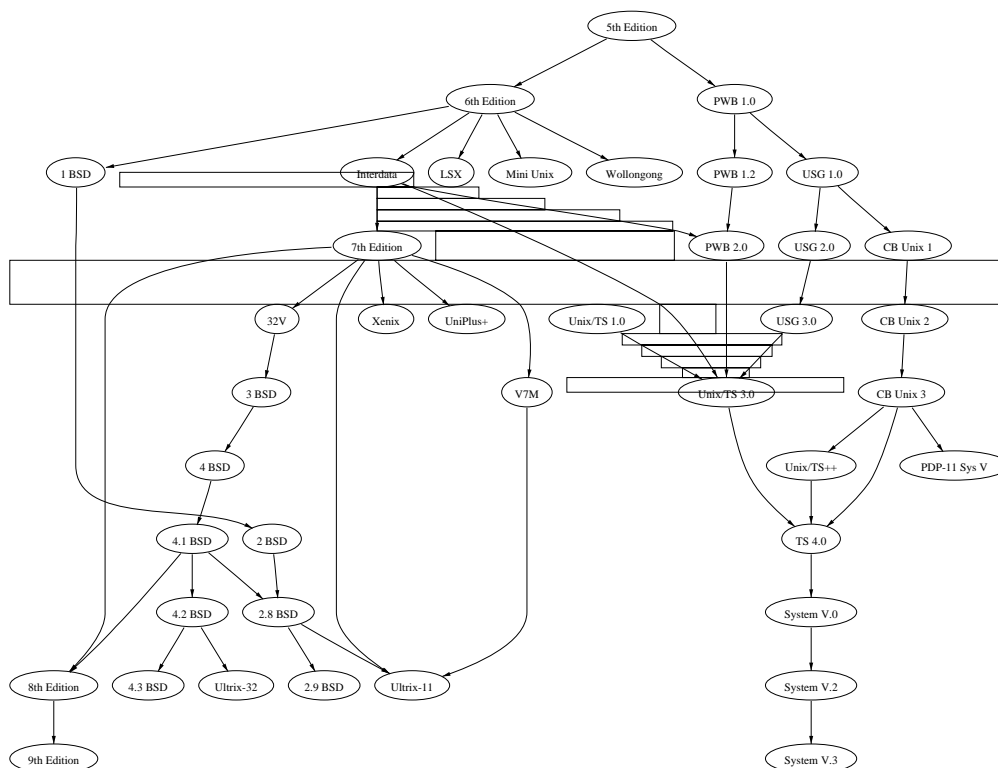 5th Edition
6th Edition
PWB 1.0
1 BSD
Interdata
LSX
Mini Unix
Wollongong
PWB 1.2
USG 1.0
7th Edition
PWB 2.0
USG 2.0
CB Unix 1
32V
Xenix
UniPlus+
Unix/TS 1.0
USG 3.0
CB Unix 2
3 BSD
V7M
Unix/TS 3.0
CB Unix 3
4 BSD
Unix/TS++
PDP-11 Sys V
4.1 BSD
2 BSD
TS 4.0
4.2 BSD
2.8 BSD
System V.0
8th Edition
4.3 BSD
Ultrix-32
2.9 BSD
Ultrix-11
System V.2
9th Edition
System V.3